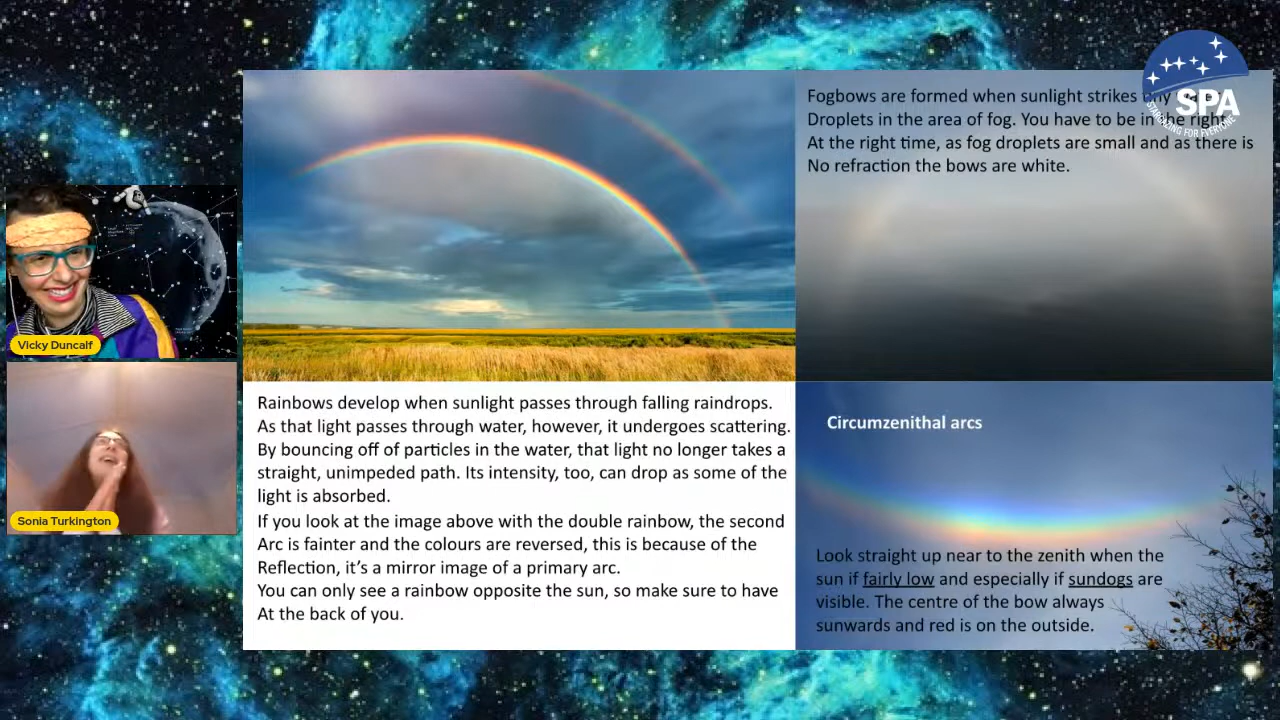 Fogbows are formed when sunlight strikes
Droplets in the area of fog. You have to be in the right
At the right time, as fog droplets are small and as there is
No refraction the bows are white.
SPA
STARGAZING FOR EVERYONE
Vicky Duncalf
Sonia Turkington
Rainbows develop when sunlight passes through falling raindrops.
As that light passes through water, however, it undergoes scattering.
By bouncing off of particles in the water, that light no longer takes a
straight, unimpeded path. Its intensity, too, can drop as some of the
light is absorbed.
If you look at the image above with the double rainbow, the second
Arc is fainter and the colours are reversed, this is because of the
Reflection, it's a mirror image of a primary arc.
You can only see a rainbow opposite the sun, so make sure to have
At the back of you.
Circumzenithal arcs
Look straight up near to the zenith when the
sun if fairly low and especially if sundogs are
visible. The centre of the bow always
sunwards and red is on the outside.